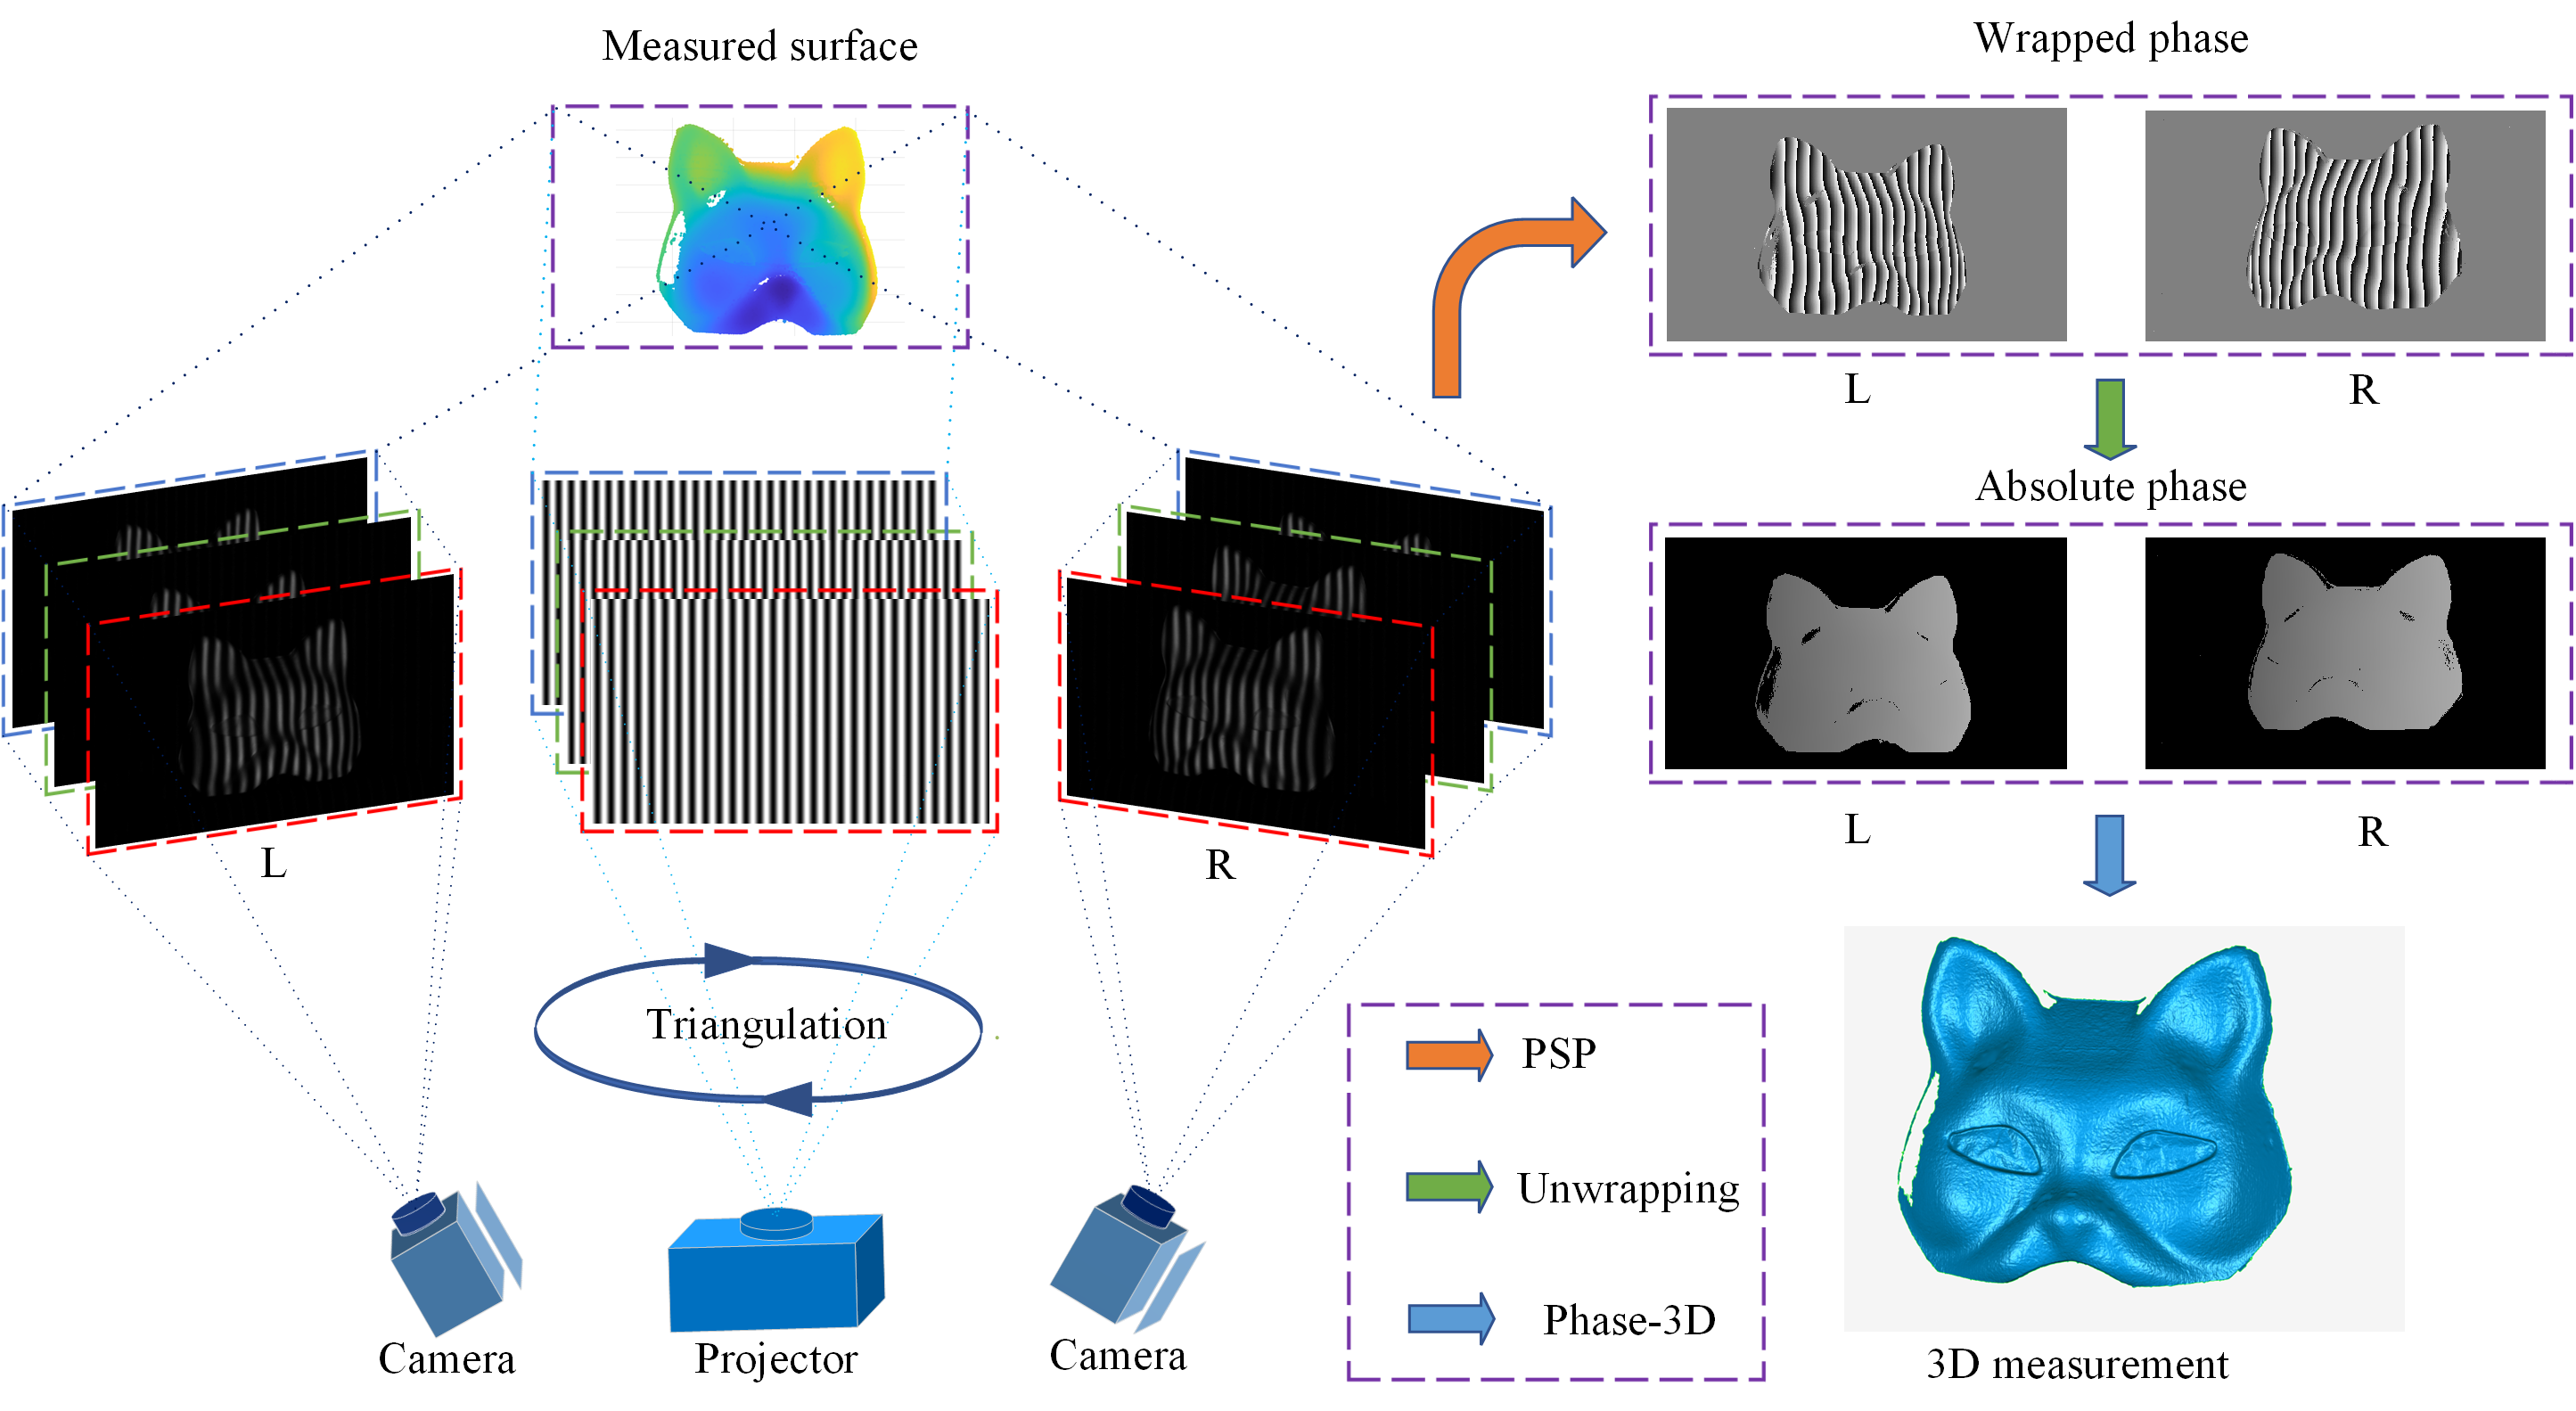 Measured surface
Wrapped phase
L
R
Absolute phase
L
R
L
R
Triangulation
PSP
Unwrapping
Phase-3D
Camera
Projector
Camera
3D measurement